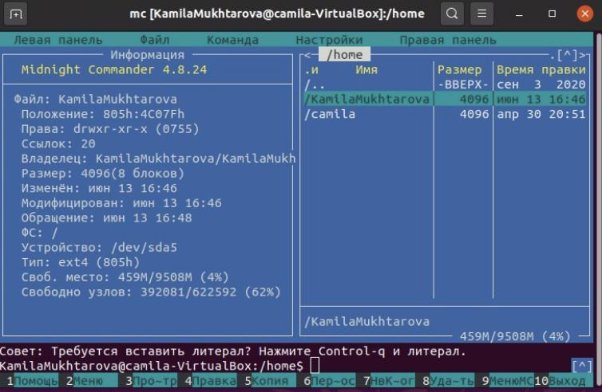 mc [KamilaMukhtarova@camila-VirtualBox]:/home
Левая панель Файл Команда Настройки Правая панель
Информация
Midnight Commander 4.8.24
Файл: KamilaMukhtarova
Положение: 805h:4C07Fh
Права: drwxr-xr-x (0755)
Ссылок: 20
Владелец: KamilaMukhtarova/KamilaMukh
Размер: 4096(8 блоков)
Изменён: июн 13 16:46
Модифицирован: июн 13 16:46
Обращение: июн 13 16:48
ФС: /
Устройство: /dev/sda5
Тип: ext4 (805h)
Своб. место: 459M/9508M (4%)
Свободно узлов: 392081/622592 (62%)
<- /home .[^]>
.и Имя Размер Время правки
/.. -ВВЕРХ- сен 3 2020
/KamilaMukhtarova 4096 июн 13 16:46
/camila 4096 апр 30 20:51
/KamilaMukhtarova
459M/9508M (4%)
Совет: Требуется вставить литерал? Нажмите Control-q и литерал.
KamilaMukhtarova@camila-VirtualBox:/home$ [^]
1Помощь 2Меню 3Про~тр 4Правка 5Копия 6Пер~ос 7НвК~ог 8Уда~ть 9МенюMC 10Выход